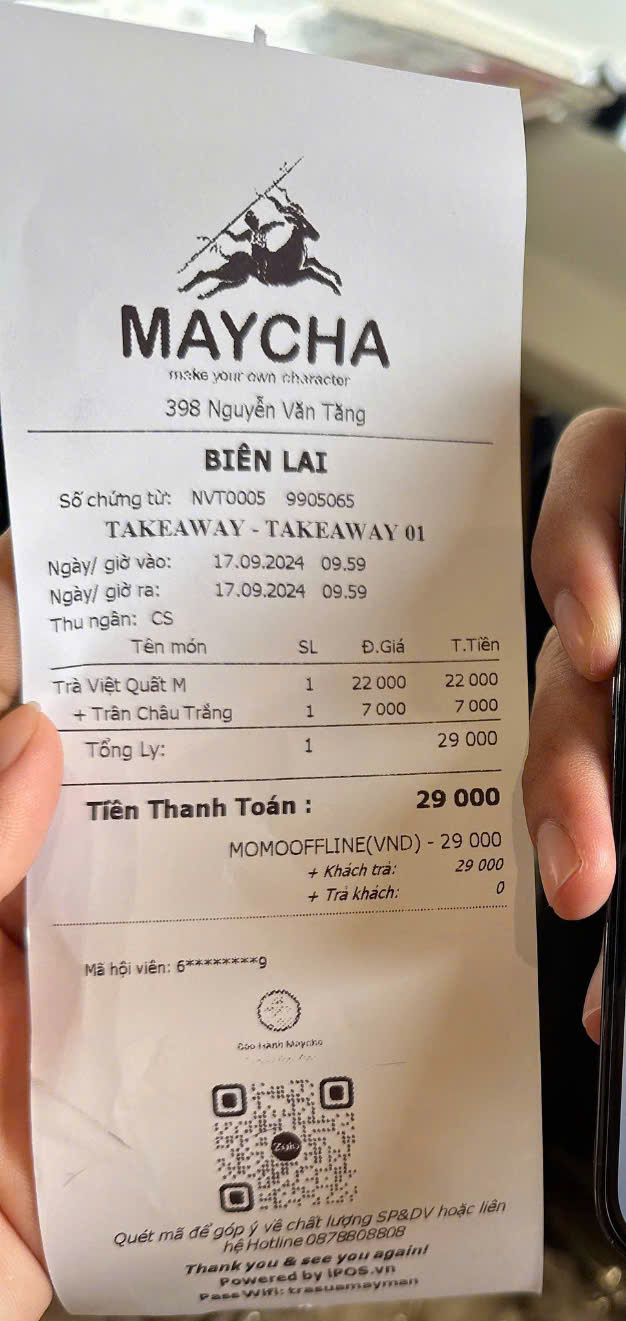 MAYCHA
make your own character
398 Nguyễn Văn Tăng
BIÊN LAI
Số chứng từ: NVT0005 9905065
TAKEAWAY - TAKEAWAY 01
Ngày/ giờ vào: 17.09.2024 09.59
Ngày/ giờ ra: 17.09.2024 09.59
Thu ngân: CS
Tên món SL Đ.Giá T.Tiền
Trà Việt Quất M 1 22 000 22 000
+ Trân Châu Trắng 1 7 000 7 000
Tổng Ly: 1 29 000
Tiền Thanh Toán : 29 000
MOMOOFFLINE(VND) - 29 000
+ Khách trả: 29 000
+ Trả khách: 0
Mã hội viên: 6********9
Bảo Hành Maycha
Zalo
Quét mã để góp ý về chất lượng SP&DV hoặc liên
hệ Hotline 0878808808
Thank you & see you again!
Powered by iPOS.vn
Pass Wifi: trasuamayman